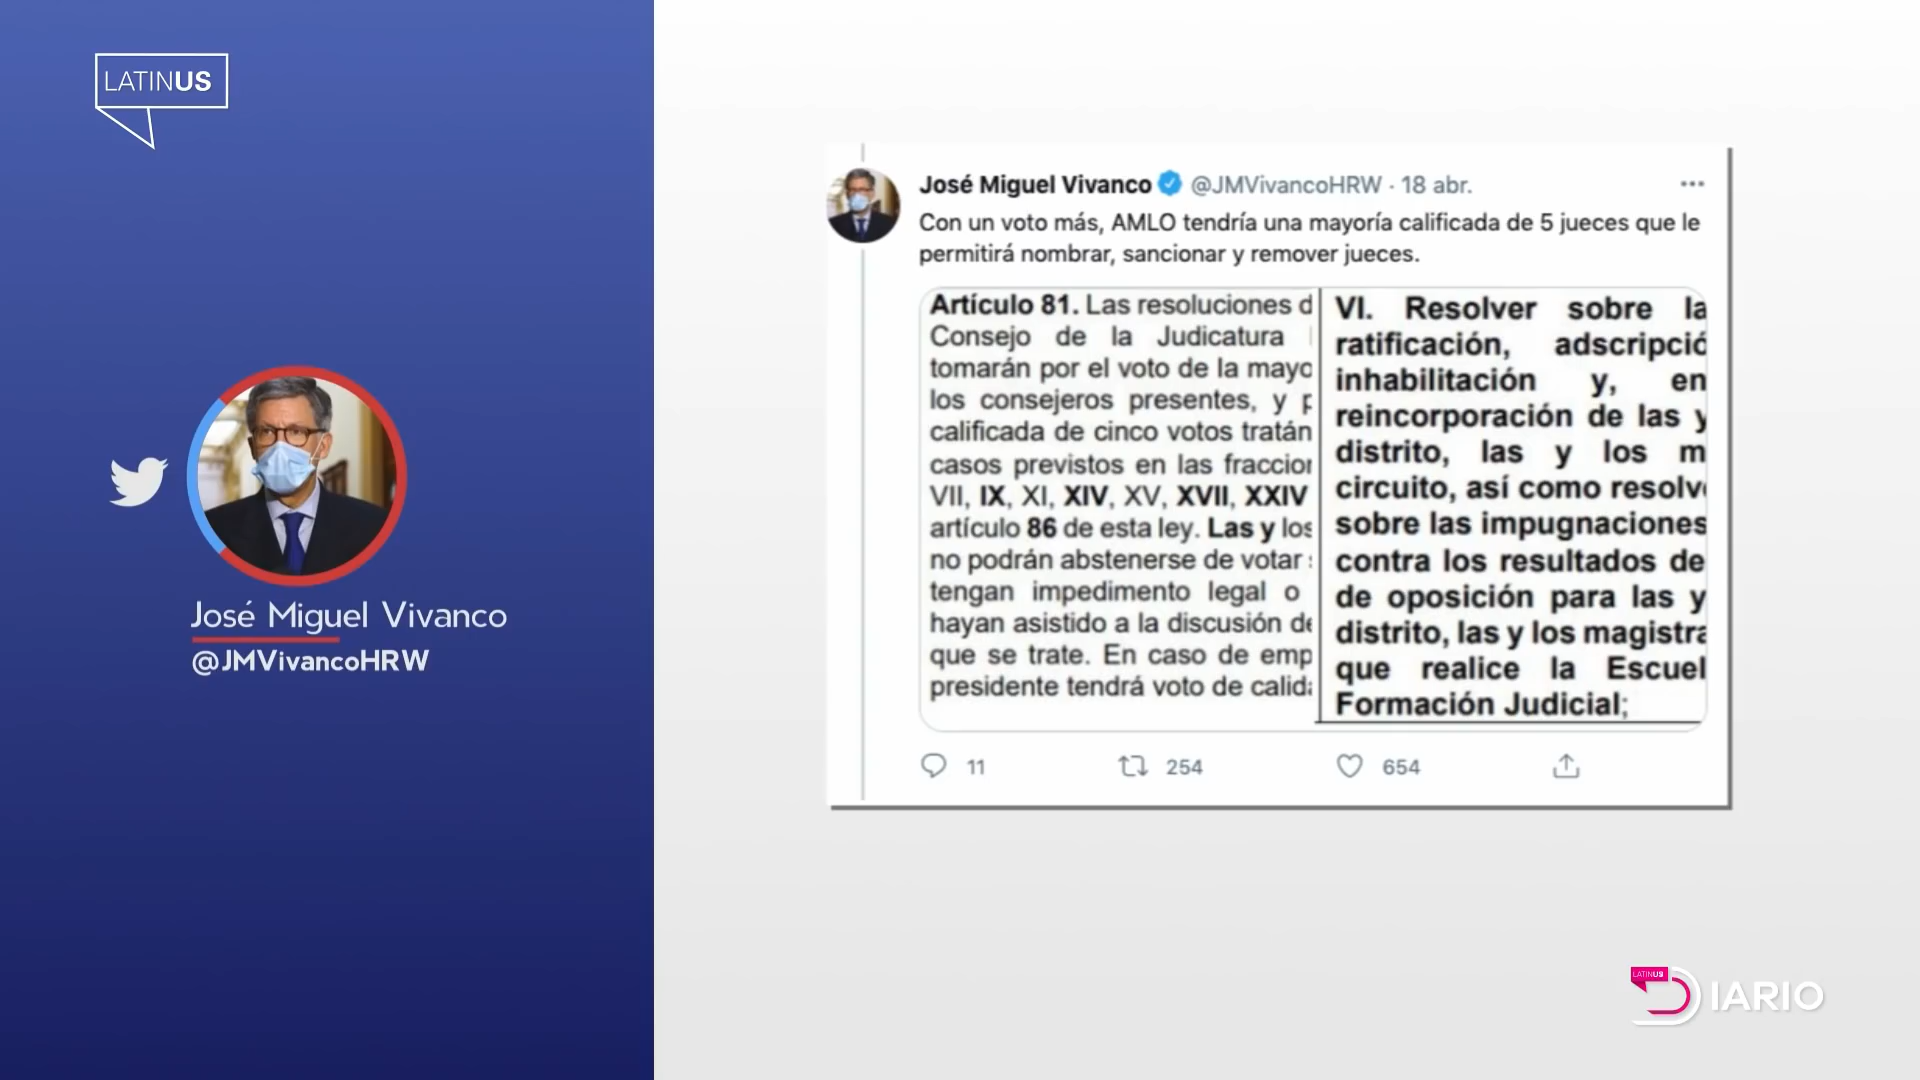 LATINUS
José Miguel Vivanco
@JMVivancoHRW
José Miguel Vivanco @JMVivancoHRW · 18 abr.
Con un voto más, AMLO tendría una mayoría calificada de 5 jueces que le
permitirá nombrar, sancionar y remover jueces.
Artículo 81. Las resoluciones d
Consejo de la Judicatura
tomarán por el voto de la mayo
los consejeros presentes, y p
calificada de cinco votos tratán
casos previstos en las fraccion
VII, IX, XI, XIV, XV, XVII, XXIV
artículo 86 de esta ley. Las y los
no podrán abstenerse de votar
tengan impedimento legal o
hayan asistido a la discusión de
que se trate. En caso de emp
presidente tendrá voto de calida
VI. Resolver sobre la
ratificación, adscripció
inhabilitación y, en
reincorporación de las y
distrito, las y los m
circuito, así como resolv
sobre las impugnaciones
contra los resultados de
de oposición para las y
distrito, las y los magistra
que realice la Escuel
Formación Judicial;
11 254 654
LATINUS
DIARIO